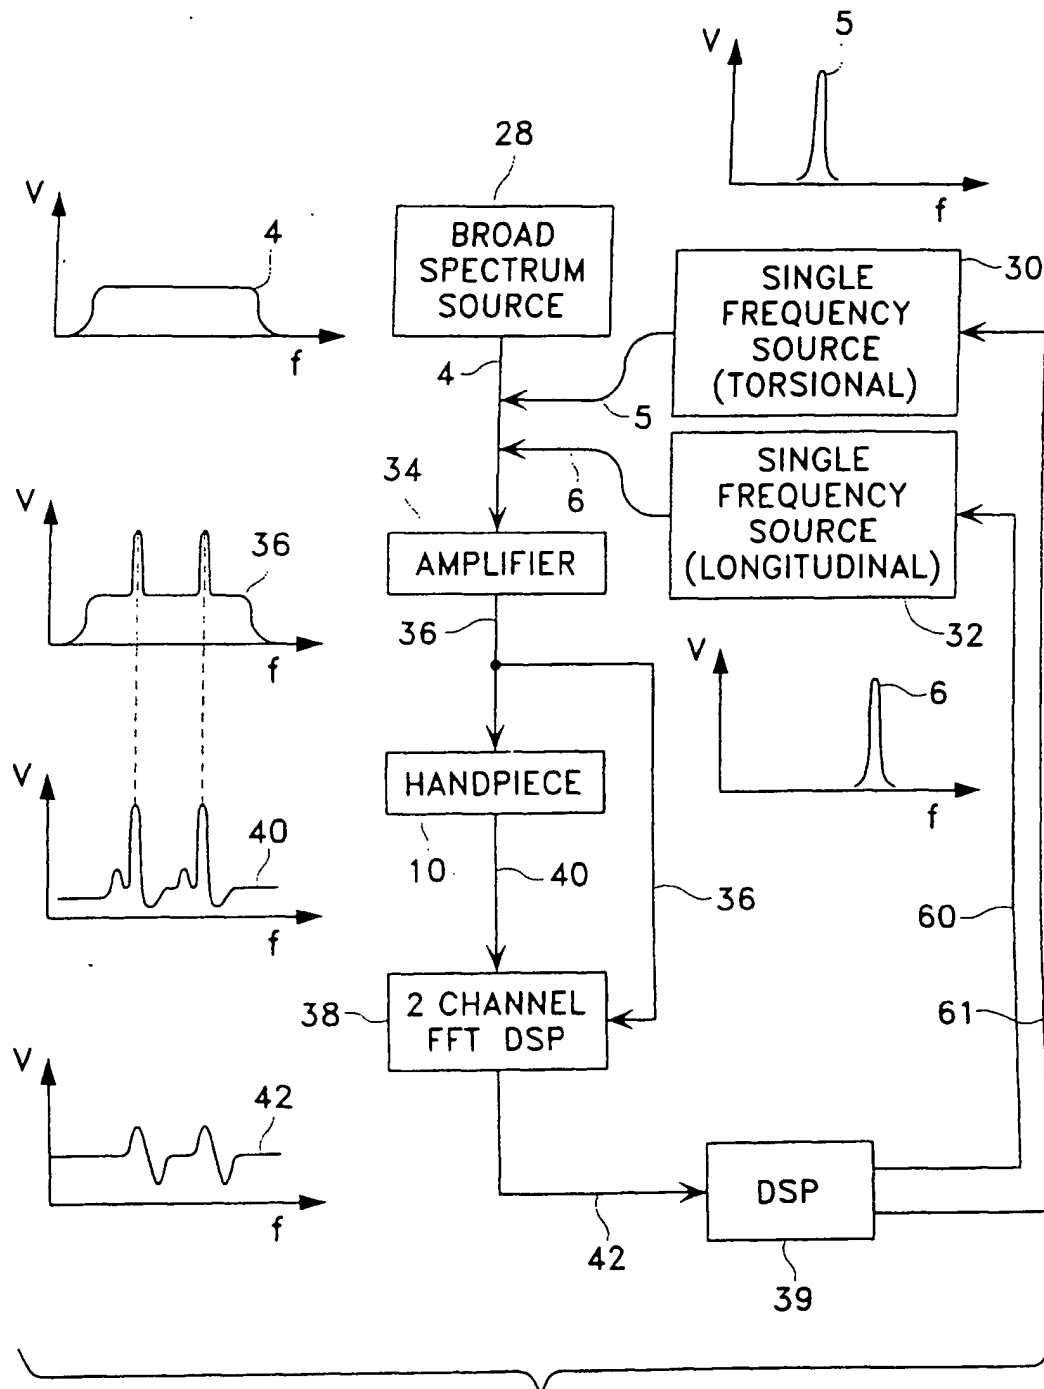 5
V
f
28
V
4
f
BROAD
SPECTRUM
SOURCE
4
SINGLE
FREQUENCY
SOURCE
(TORSIONAL)
30
5
34
6
SINGLE
FREQUENCY
SOURCE
(LONGITUDINAL)
32
V
36
f
AMPLIFIER
36
V
6
f
V
40
f
HANDPIECE
10
40
36
60
61
38
2 CHANNEL
FFT DSP
V
42
f
42
DSP
39